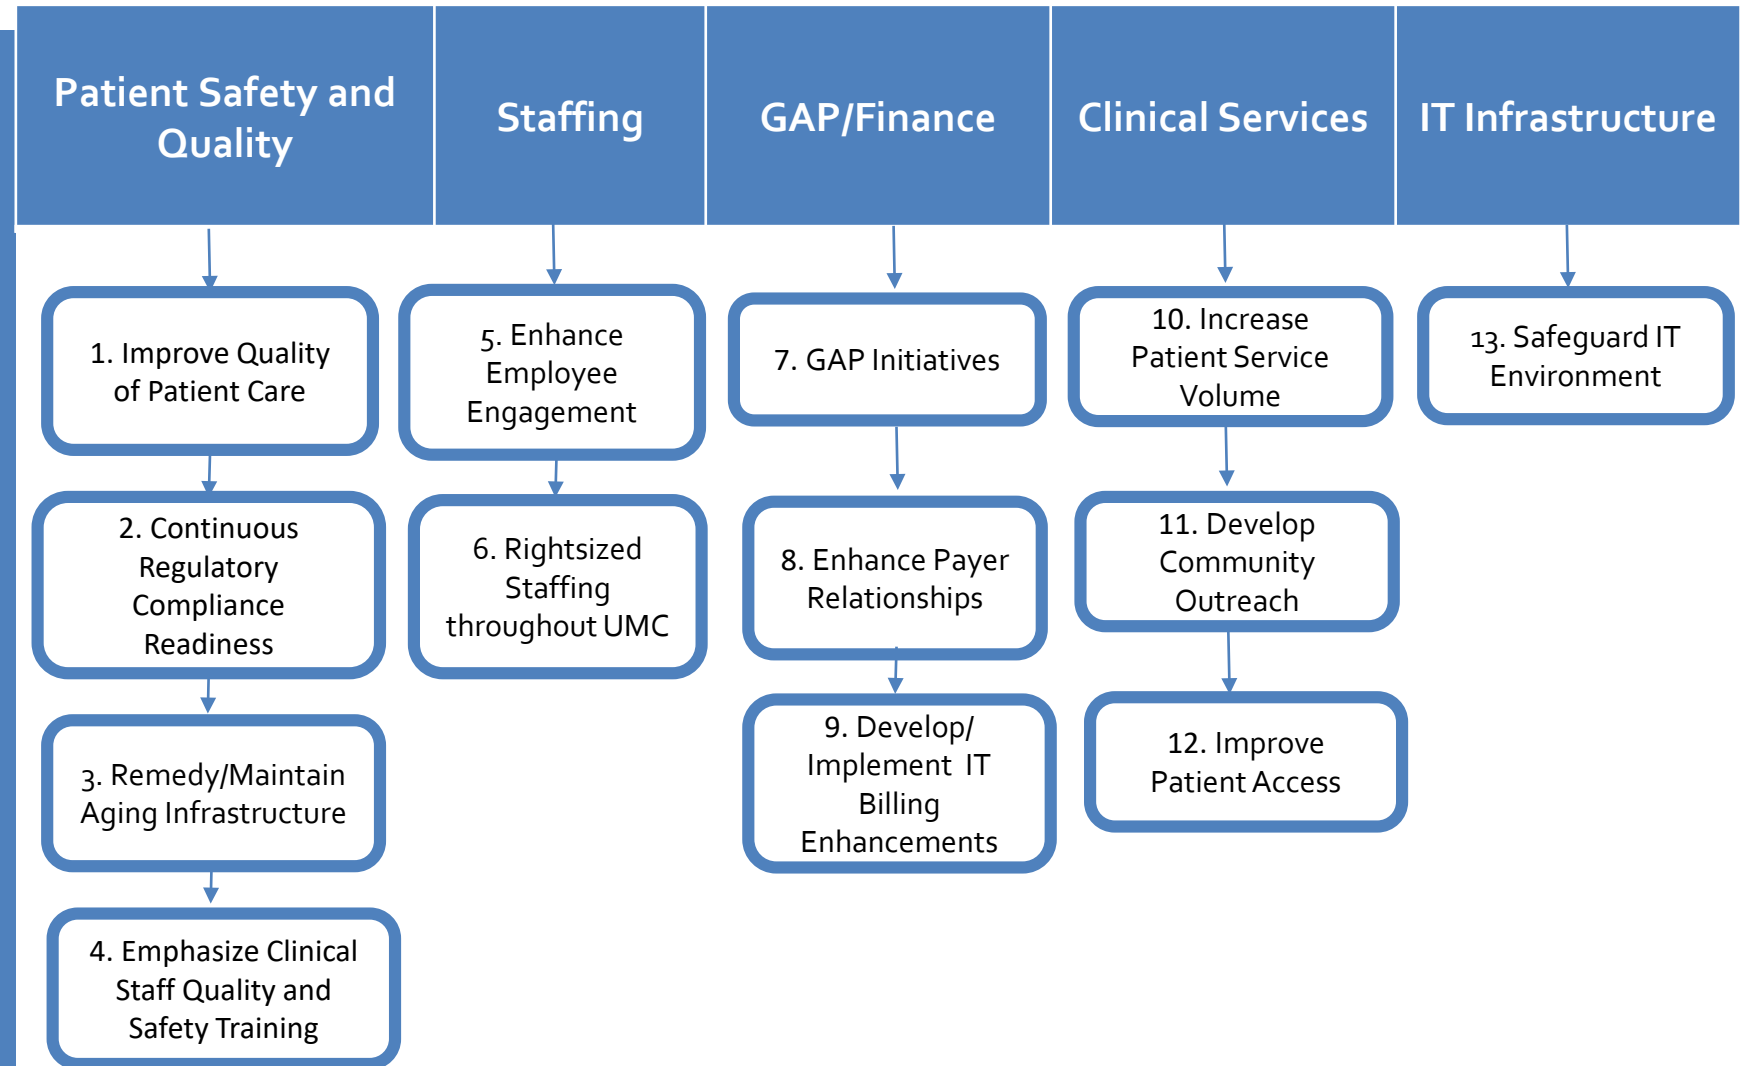 Patient Safety and
Quality
Staffing
GAP/Finance
Clinical Services
IT Infrastructure
1. Improve Quality
of Patient Care
2. Continuous
Regulatory
Compliance
Readiness
3. Remedy/Maintain
Aging Infrastructure
4. Emphasize Clinical
Staff Quality and
Safety Training
5. Enhance
Employee
Engagement
6. Rightsized
Staffing
throughout UMC
7. GAP Initiatives
8. Enhance Payer
Relationships
9. Develop/
Implement IT
Billing
Enhancements
10. Increase
Patient Service
Volume
11. Develop
Community
Outreach
12. Improve
Patient Access
13. Safeguard IT
Environment